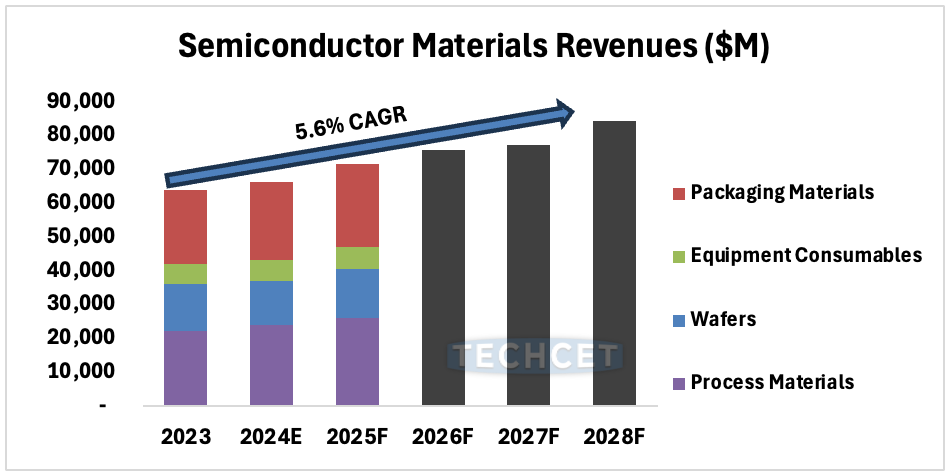 Semiconductor Materials Revenues ($M)
90,000
80,000
70,000
60,000
50,000
40,000
30,000
20,000
10,000
-
5.6% CAGR
TECHCET
2023
2024E
2025F
2026F
2027F
2028F
Packaging Materials
Equipment Consumables
Wafers
Process Materials